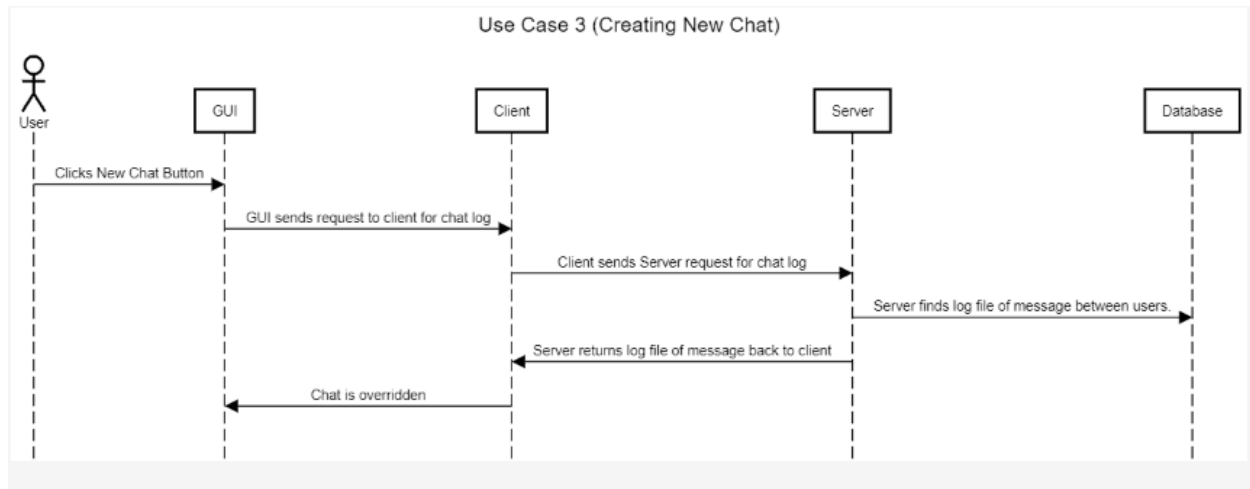 Use Case 3 (Creating New Chat)
User
GUI
Client
Server
Database
Clicks New Chat Button
GUI sends request to client for chat log
Client sends Server request for chat log
Server finds log file of message between users.
Server returns log file of message back to client
Chat is overridden